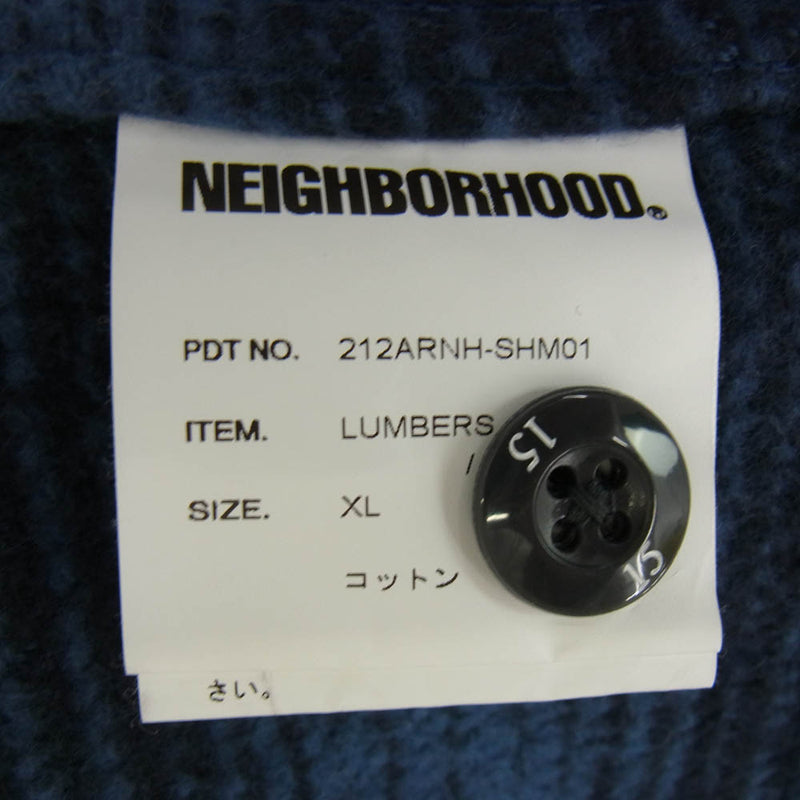 NEIGHBORHOOD®
PDT NO. 212ARNH-SHM01
ITEM. LUMBERS
/
SIZE. XL
コットン
さい。
15
15